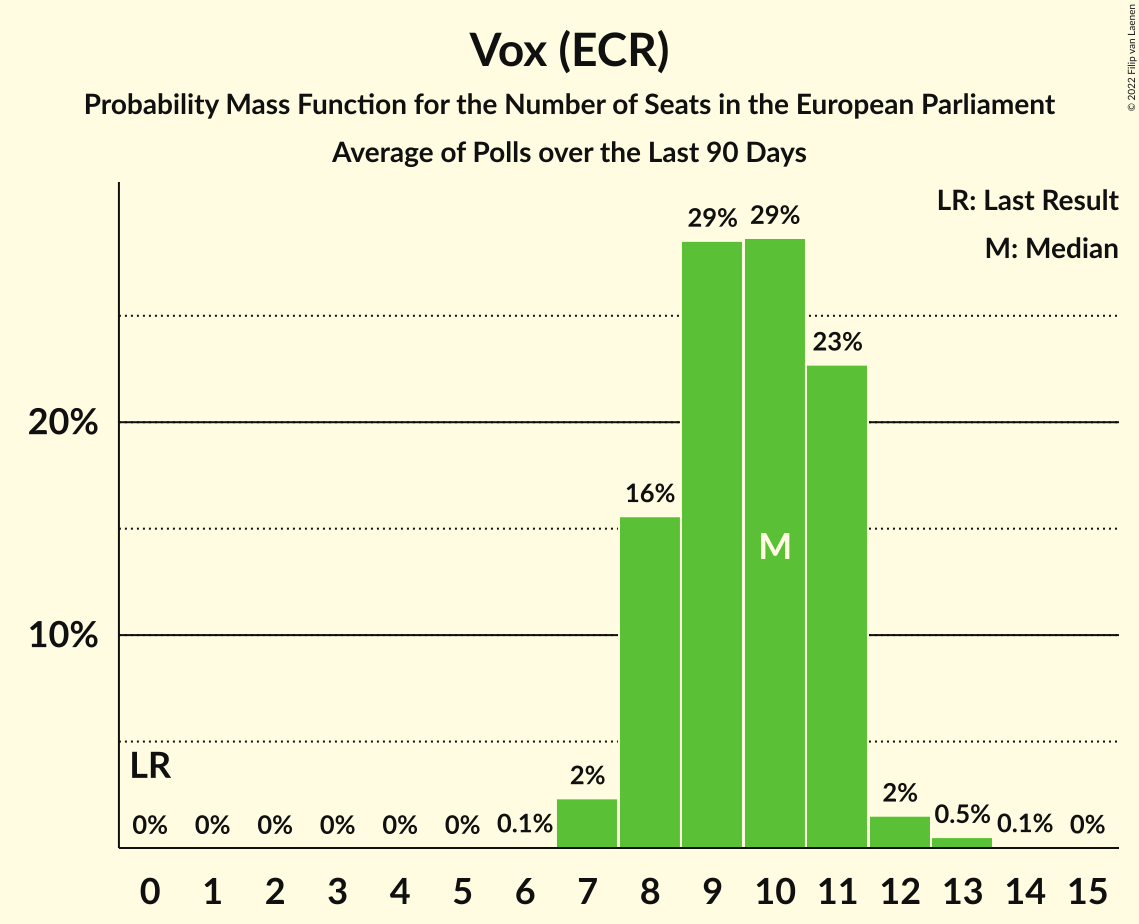 Vox (ECR)
Probability Mass Function for the Number of Seats in the European Parliament
Average of Polls over the Last 90 Days
© 2022 Filip van Laenen
LR: Last Result
M: Median
29% 29%
23%
20%
16%
M
10%
LR
2%
2%
0% 0% 0% 0% 0% 0% 0.1% 0.5% 0.1% 0%
0 1 2 3 4 5 6 7 8 9 10 11 12 13 14 15